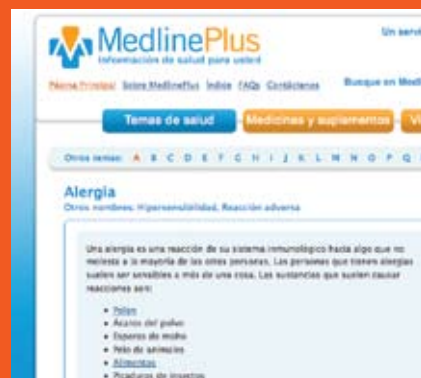 MedlinePlus
Información de salud para usted
Un servi
Página Principal Sobre MedlinePlus Índice FAQs Contáctenos
Busque en Medl
Temas de salud Medicinas y suplementos Vi
Otros temas: A B C D E F G H I J K L M N O P Q
Alergia
Otros nombres: Hipersensibilidad, Reacción adversa
Una alergia es una reacción de su sistema inmunológico hacia algo que no
molesta a la mayoría de las otras personas. Las personas que tienen alergias
suelen ser sensibles a más de una cosa. Las sustancias que suelen causar
reacciones son:
• Polen
• Ácaros del polvo
• Esporas de moho
• Pelo de animales
• Alimentos
• Picaduras de insectos